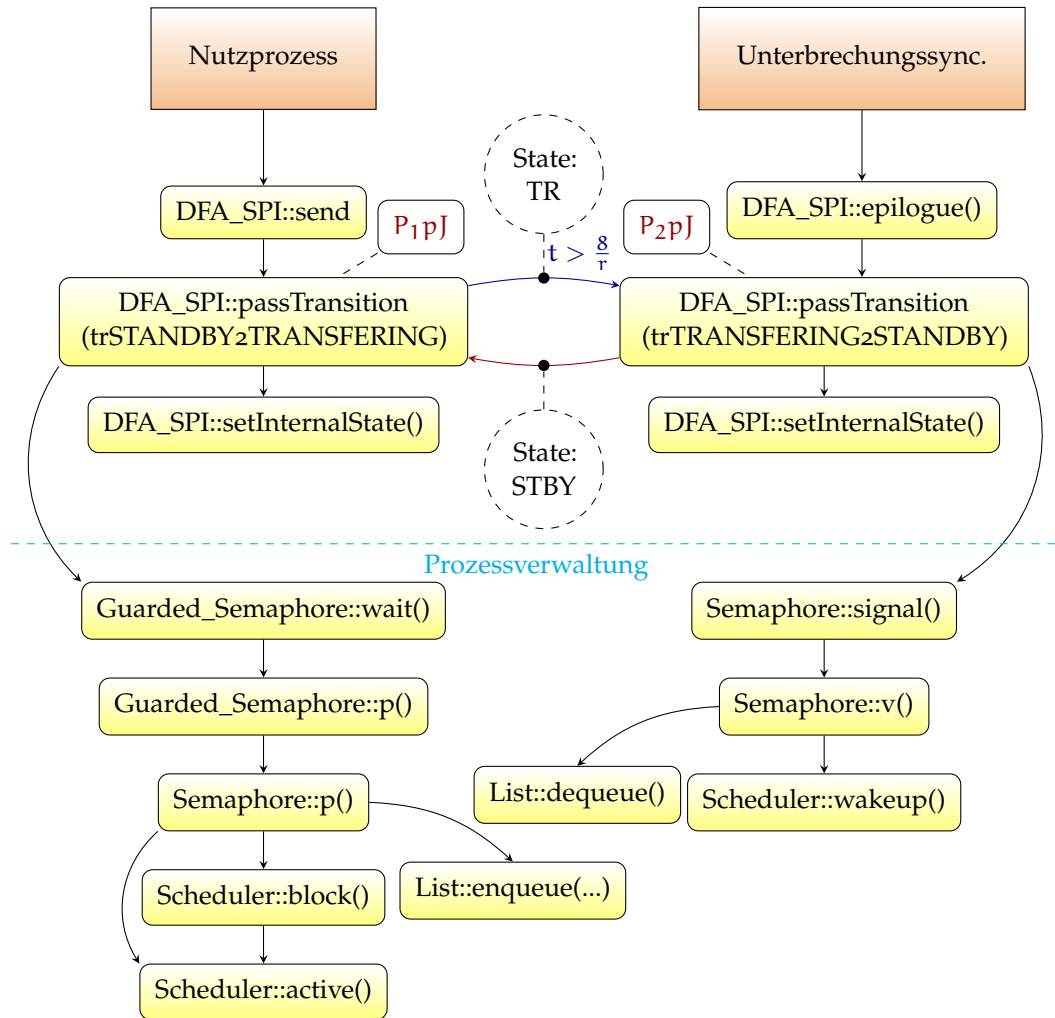 Nutzprozess
Unterbrechungssync.
State:
TR
DFA_SPI::send
P₁pJ
P₂pJ
DFA_SPI::epilogue()
t > 8/r
DFA_SPI::passTransition
(trSTANDBY2TRANSFERING)
DFA_SPI::passTransition
(trTRANSFERING2STANDBY)
DFA_SPI::setInternalState()
DFA_SPI::setInternalState()
State:
STBY
Prozessverwaltung
Guarded_Semaphore::wait()
Semaphore::signal()
Guarded_Semaphore::p()
Semaphore::v()
Semaphore::p()
List::dequeue()
Scheduler::wakeup()
Scheduler::block()
List::enqueue(...)
Scheduler::active()